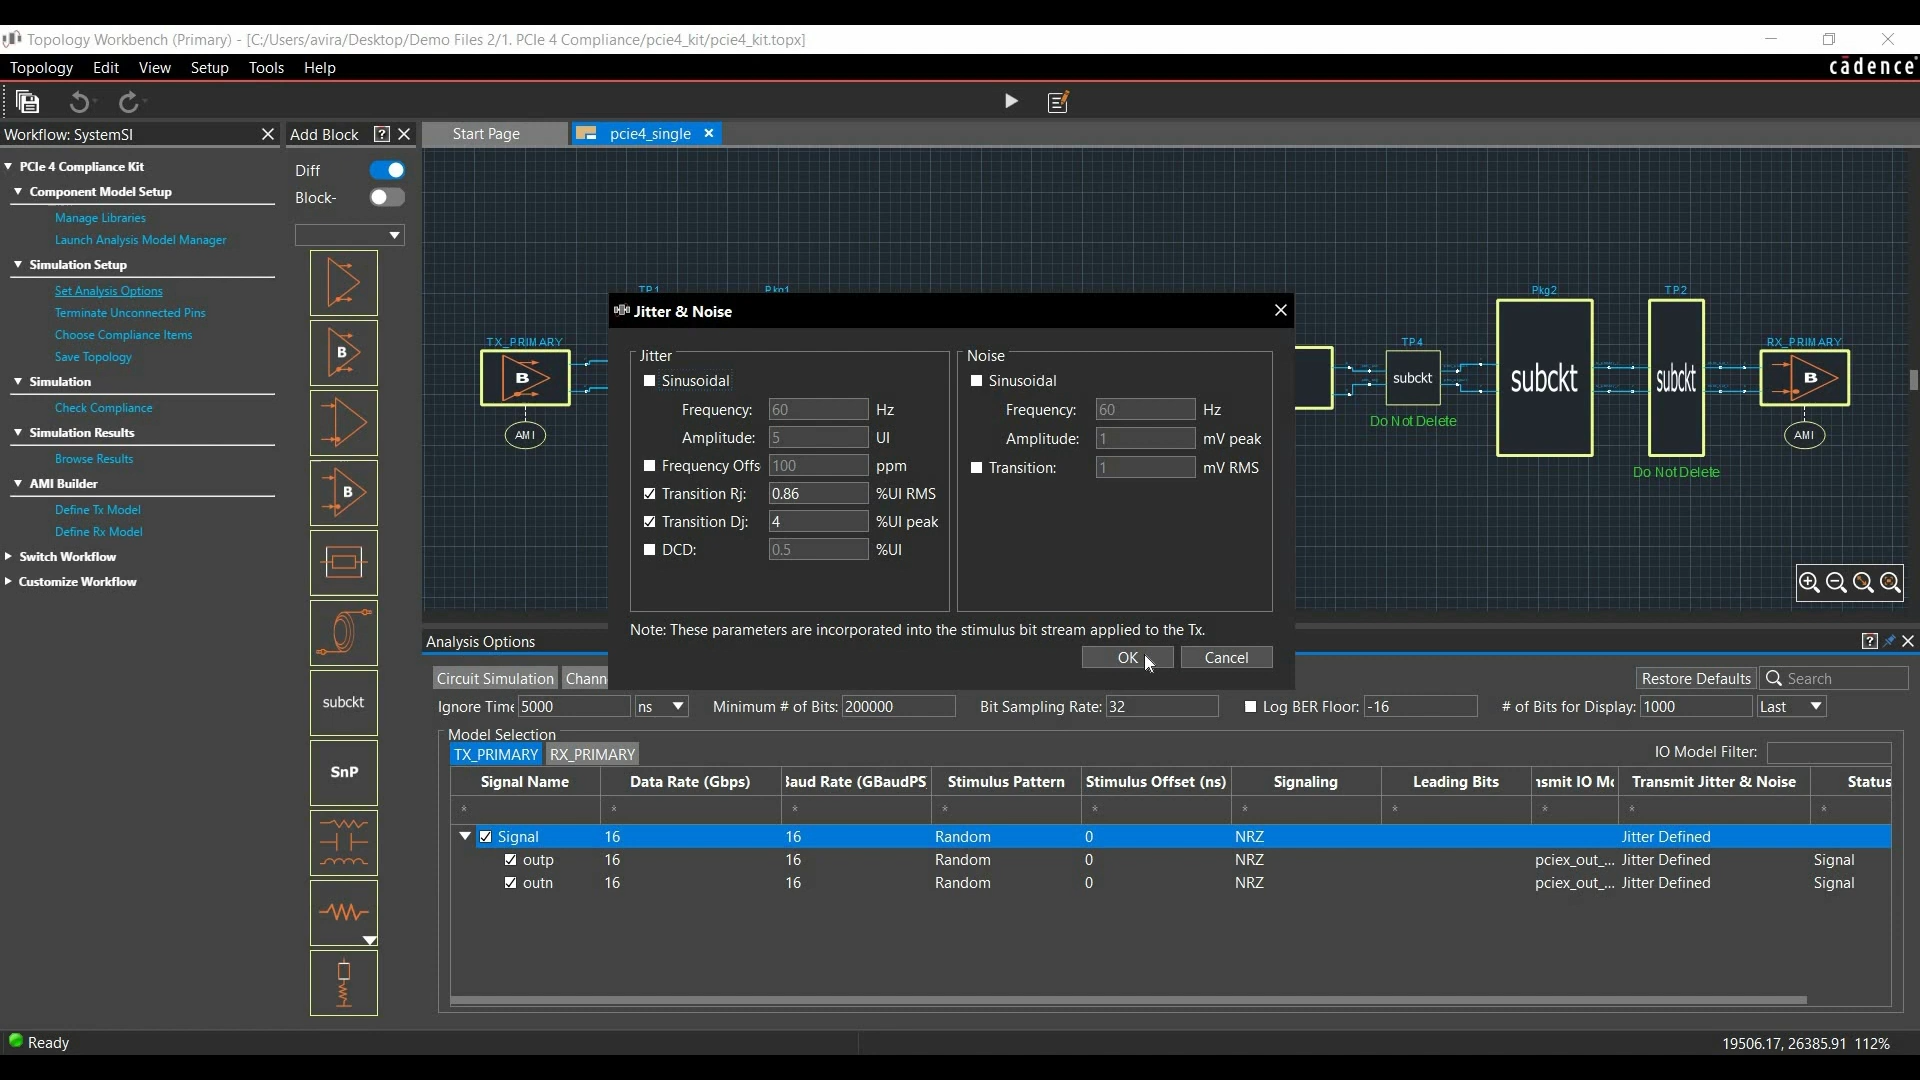 Topology Workbench (Primary) - [C:/Users/avira/Desktop/Demo Files 2/1. PCIe 4 Compliance/pcie4_kit/pcie4_kit.topx]
Topology Edit View Setup Tools Help
cādence
Workflow: SystemSI
Add Block
Start Page
pcie4_single
PCIe 4 Compliance Kit
Component Model Setup
Manage Libraries
Launch Analysis Model Manager
Simulation Setup
Set Analysis Options
Terminate Unconnected Pins
Choose Compliance Items
Save Topology
Simulation
Check Compliance
Simulation Results
Browse Results
AMI Builder
Define Tx Model
Define Rx Model
Switch Workflow
Customize Workflow
Diff
Block-
B
B
subckt
SnP
TP1
Pkg1
TX_PRIMARY
B
AMI
TP4
subckt
Do Not Delete
Pkg2
subckt
TP2
subckt
Do Not Delete
RX_PRIMARY
B
AMI
Jitter & Noise
Jitter
Sinusoidal
Frequency: 60 Hz
Amplitude: 5 UI
Frequency Offs 100 ppm
Transition Rj: 0.86 %UI RMS
Transition Dj: 4 %UI peak
DCD: 0.5 %UI
Noise
Sinusoidal
Frequency: 60 Hz
Amplitude: 1 mV peak
Transition: 1 mV RMS
Note: These parameters are incorporated into the stimulus bit stream applied to the Tx.
OK Cancel
Analysis Options
Circuit Simulation Chann
Restore Defaults Search
Ignore Time 5000 ns Minimum # of Bits: 200000 Bit Sampling Rate: 32 Log BER Floor: -16 # of Bits for Display: 1000 Last
Model Selection
TX_PRIMARY RX_PRIMARY
IO Model Filter:
Signal Name Data Rate (Gbps) Baud Rate (GBaudPS Stimulus Pattern Stimulus Offset (ns) Signaling Leading Bits nsmit IO Mo Transmit Jitter & Noise Status
* * * * * * * * * *
Signal 16 16 Random 0 NRZ Jitter Defined
outp 16 16 Random 0 NRZ pciex_out_... Jitter Defined Signal
outn 16 16 Random 0 NRZ pciex_out_... Jitter Defined Signal
Ready
19506.17, 26385.91 112%